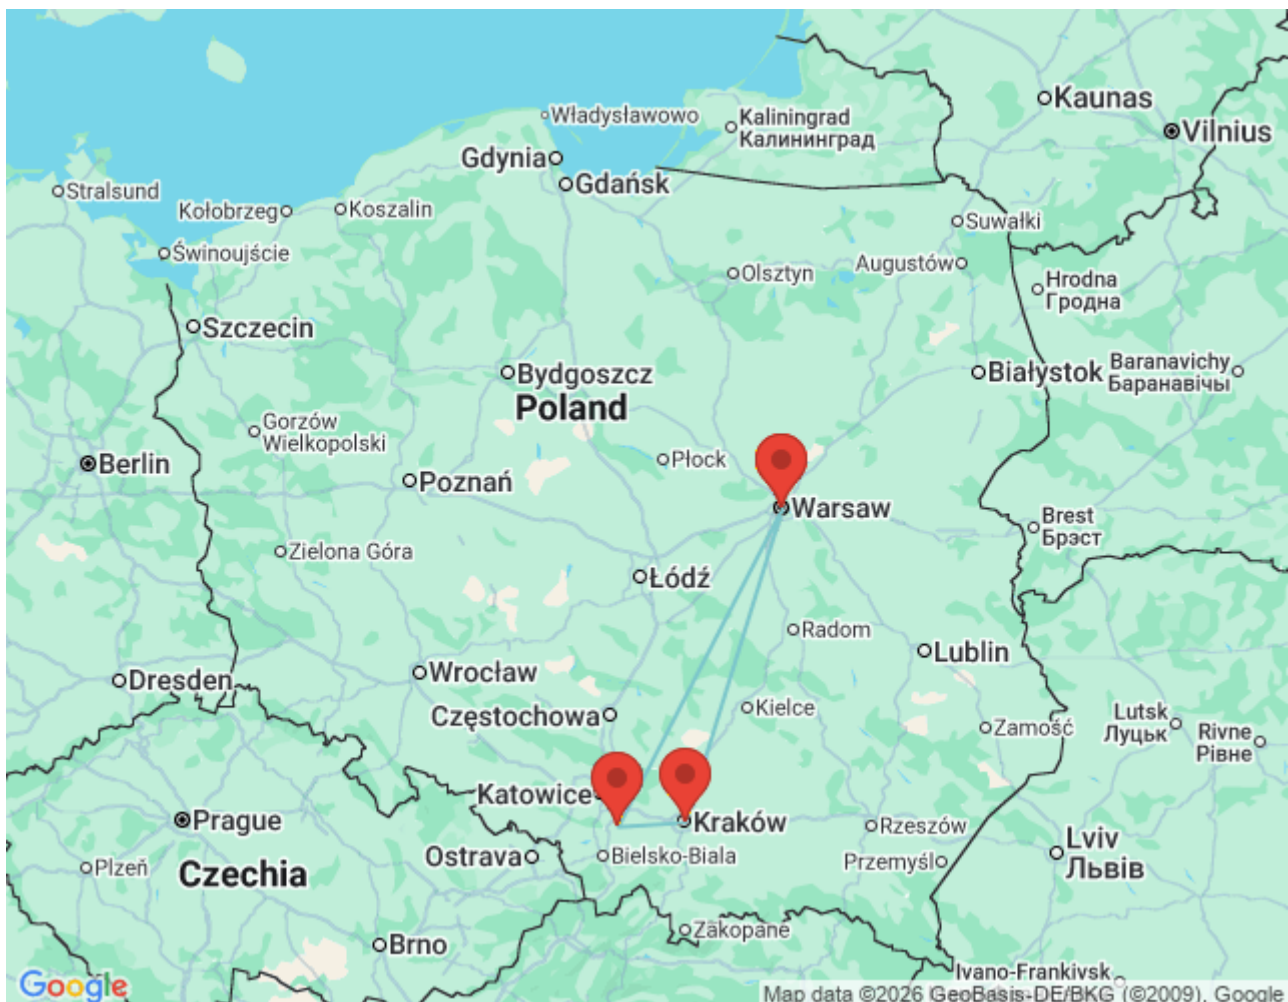 Władysławowo
Kaliningrad
Калининград
Kaunas
Vilnius
Gdynia
Gdańsk
Stralsund
Kołobrzeg
Koszalin
Suwałki
Świnoujście
Augustów
Olsztyn
Hrodna
Гродна
Szczecin
Baranavichy
Баранавічы
Bydgoszcz
Białystok
Poland
Gorzów
Wielkopolski
Berlin
Płock
Poznań
Warsaw
Brest
Брэст
Zielona Góra
Łódź
Radom
Lublin
Wrocław
Dresden
Częstochowa
Kielce
Zamość
Lutsk
Луцьк
Rivne
Рівне
Katowice
Prague
Kraków
Rzeszów
Lviv
Львів
Ostrava
Bielsko-Biala
Przemyśl
Plzeň
Czechia
Zakopane
Brno
Ivano-Frankivsk
Google
Map data ©2026 GeoBasis-DE/BKG (©2009), Google